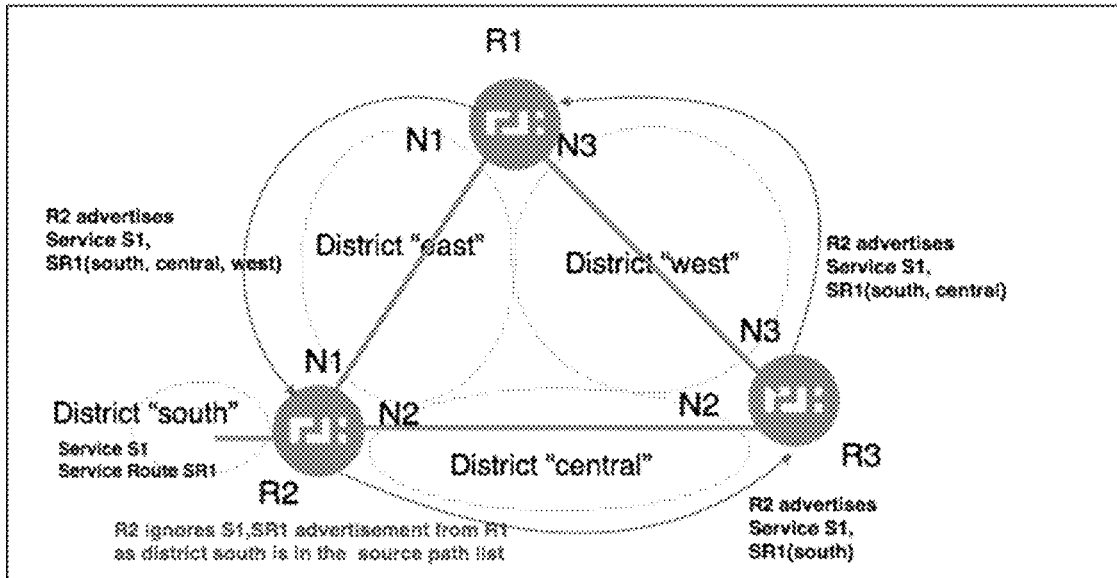 R1
N1
N3
R2 advertises
Service S1,
SR1(south, central, west)
District "east"
District "west"
R2 advertises
Service S1,
SR1(south, central)
N3
N1
District "south"
N2
N2
Service S1
Service Route SR1
District "central"
R3
R2
R2 advertises
Service S1,
SR1(south)
R2 ignores S1,SR1 advertisement from R1
as district south is in the source path list